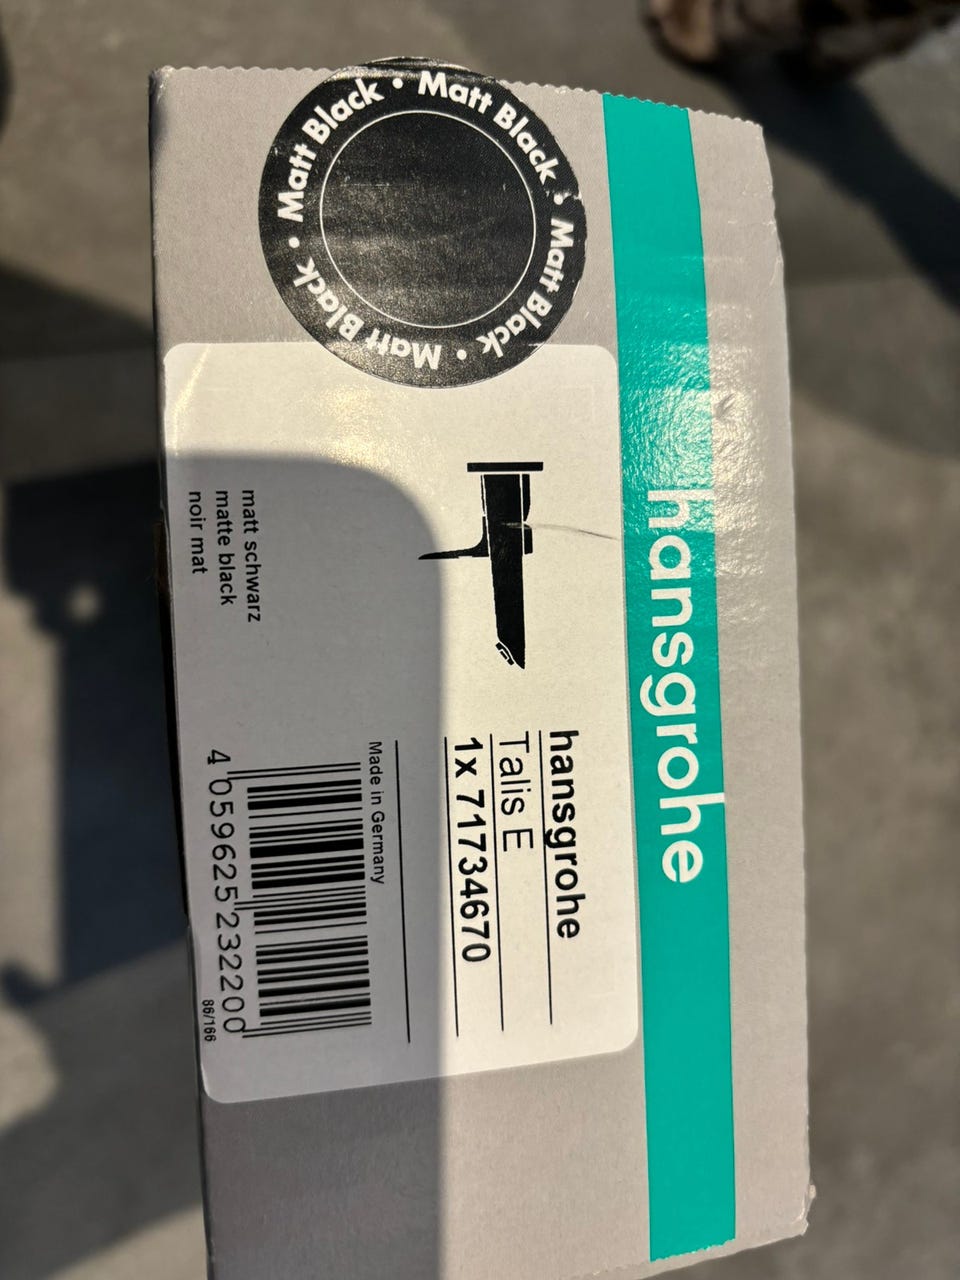 Matt Black • Matt Black • Matt Black • Matt Black •
hansgrohe
hansgrohe
Talis E
1x 71734670
Made in Germany
matt schwarz
matte black
noir mat
4 059625 232200
86/166